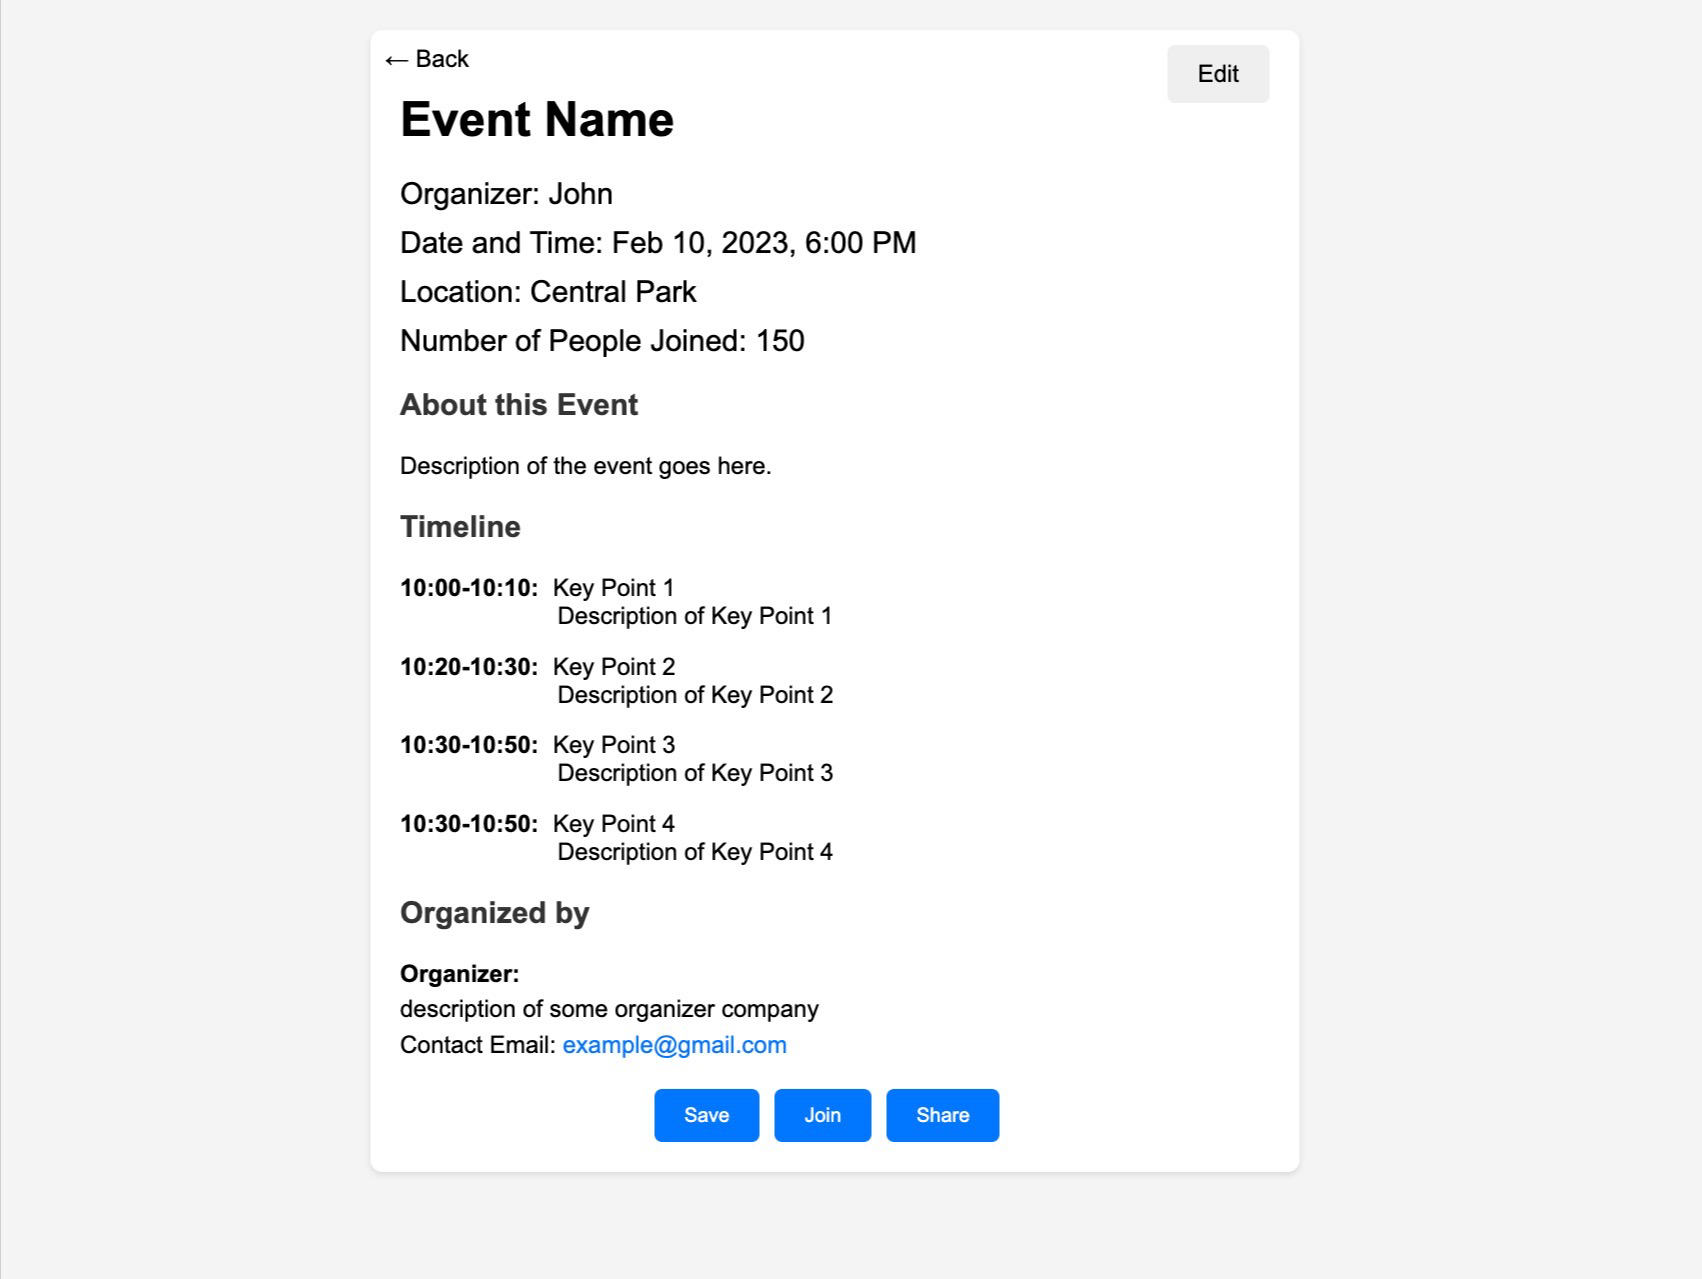 ← Back
Edit
Event Name
Organizer: John
Date and Time: Feb 10, 2023, 6:00 PM
Location: Central Park
Number of People Joined: 150
About this Event
Description of the event goes here.
Timeline
10:00-10:10: Key Point 1
Description of Key Point 1
10:20-10:30: Key Point 2
Description of Key Point 2
10:30-10:50: Key Point 3
Description of Key Point 3
10:30-10:50: Key Point 4
Description of Key Point 4
Organized by
Organizer:
description of some organizer company
Contact Email: example@gmail.com
Save Join Share